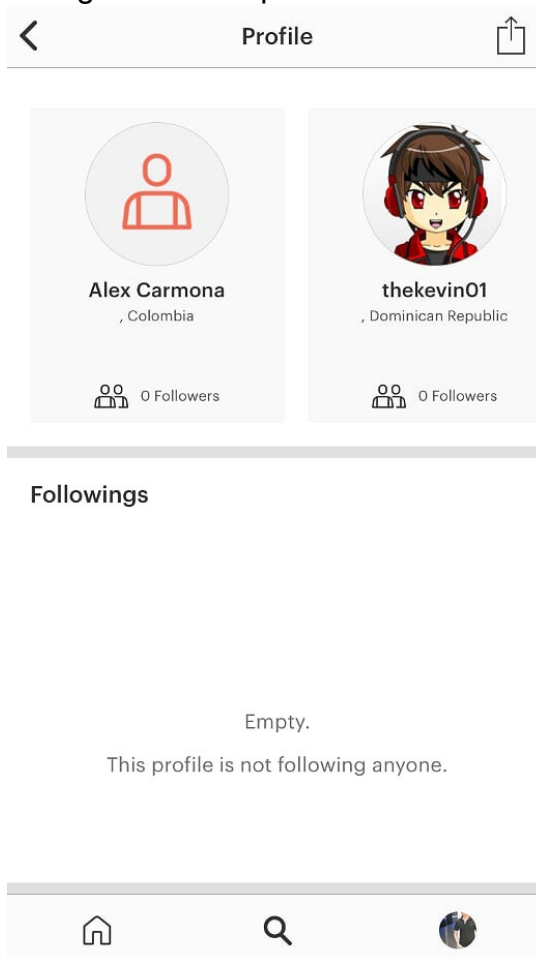 Profile
Alex Carmona
, Colombia
0 Followers
thekevin01
, Dominican Republic
0 Followers
Followings
Empty.
This profile is not following anyone.